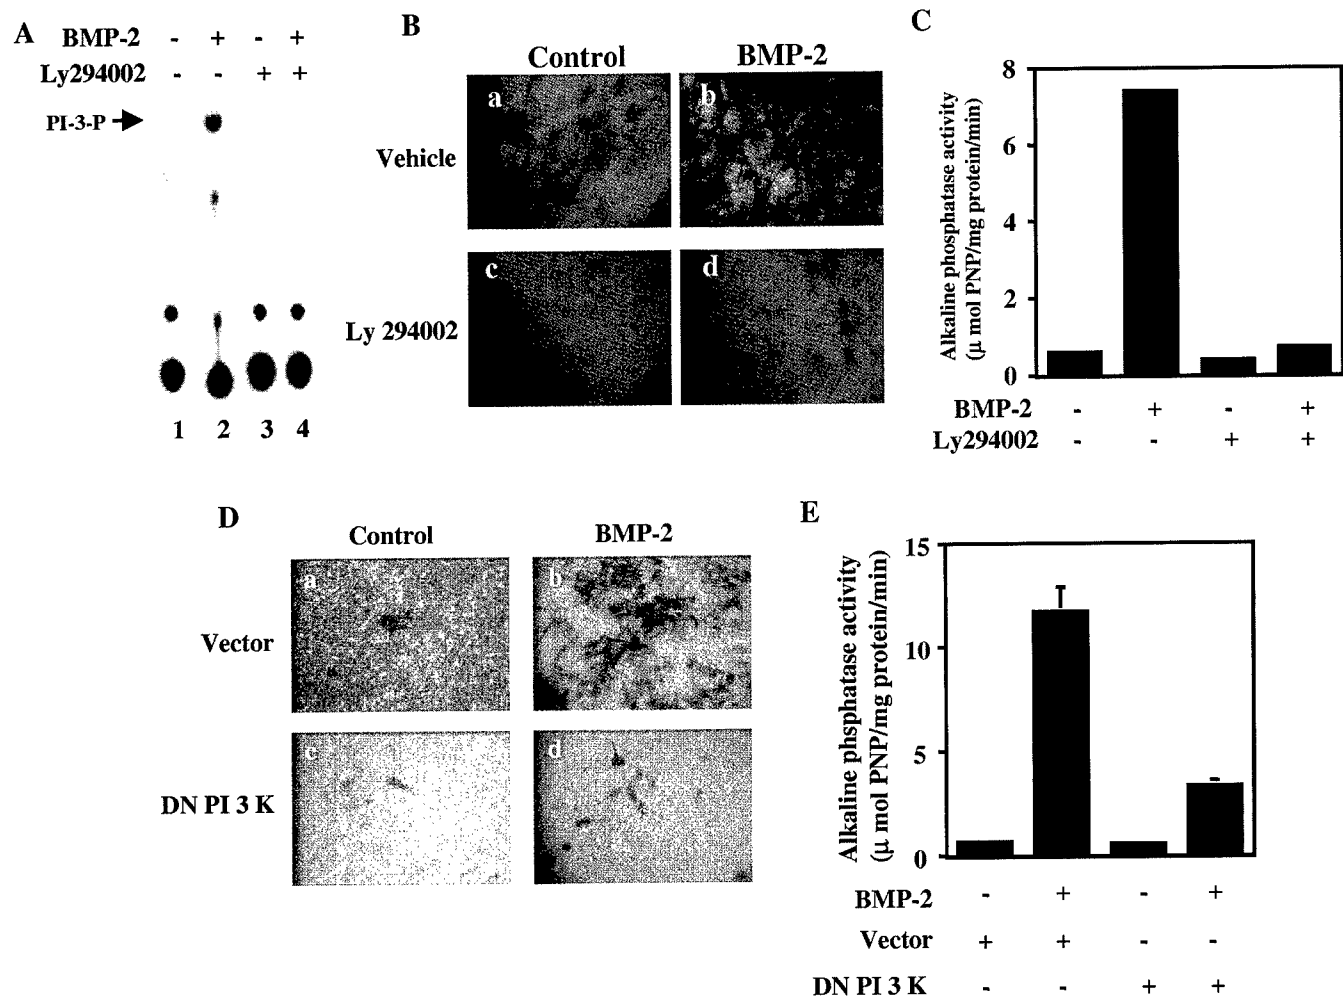 A
BMP-2 - + - +
Ly294002 - - + +
PI-3-P
1 2 3 4
B
Control BMP-2
Vehicle
a b
Ly 294002
c d
C
Alkaline phosphatase activity
(μ mol PNP/mg protein/min)
8
6
4
2
0
BMP-2 - + - +
Ly294002 - - + +
D
Control BMP-2
Vector
a b
DN PI 3 K
c d
E
Alkaline phsphatase activity
(μ mol PNP/mg protein/min)
15
10
5
0
BMP-2 - + - +
Vector + + - -
DN PI 3 K - - + +